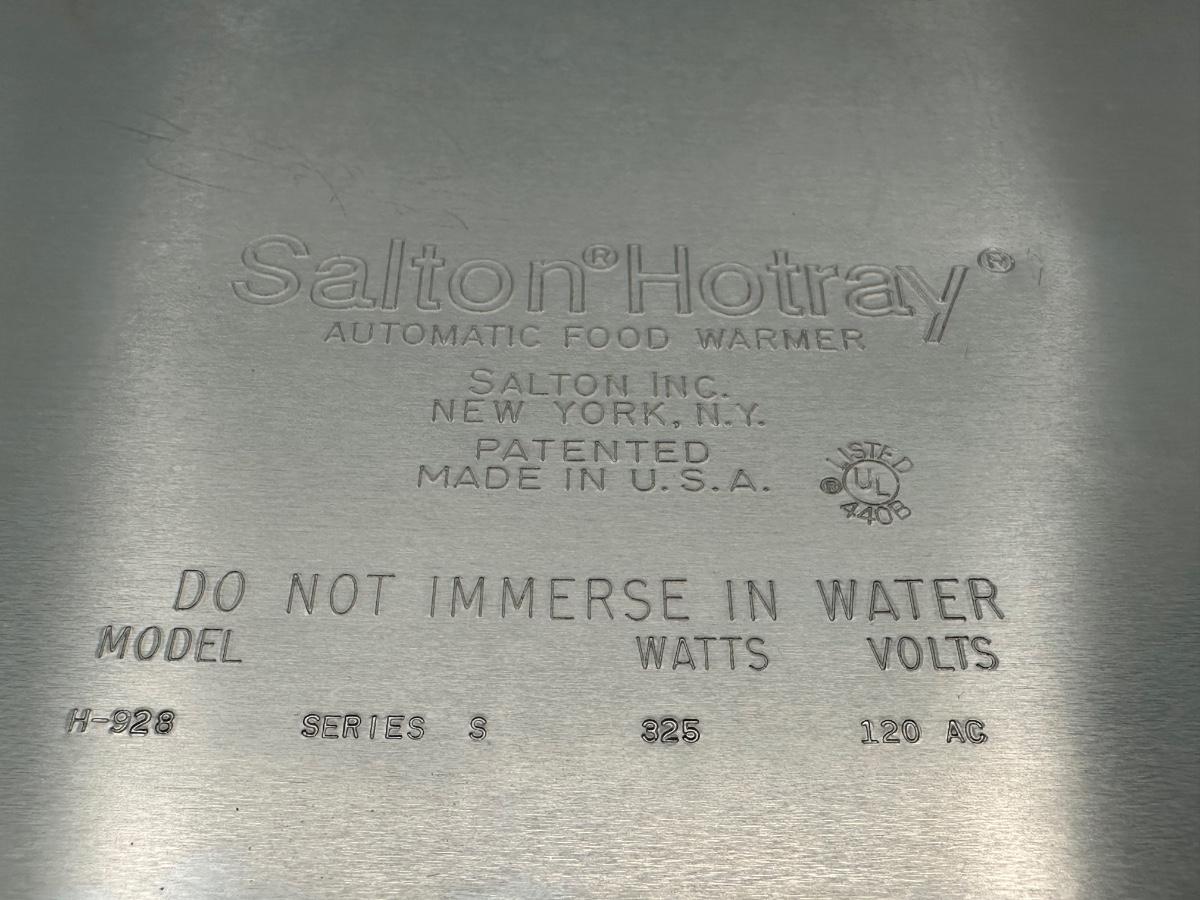 Salton® Hotray®
AUTOMATIC FOOD WARMER
SALTON INC.
NEW YORK, N.Y.
PATENTED
MADE IN U.S.A.
LISTED
® UL
440B
DO NOT IMMERSE IN WATER
MODEL WATTS VOLTS
H-928 SERIES S 325 120 AC